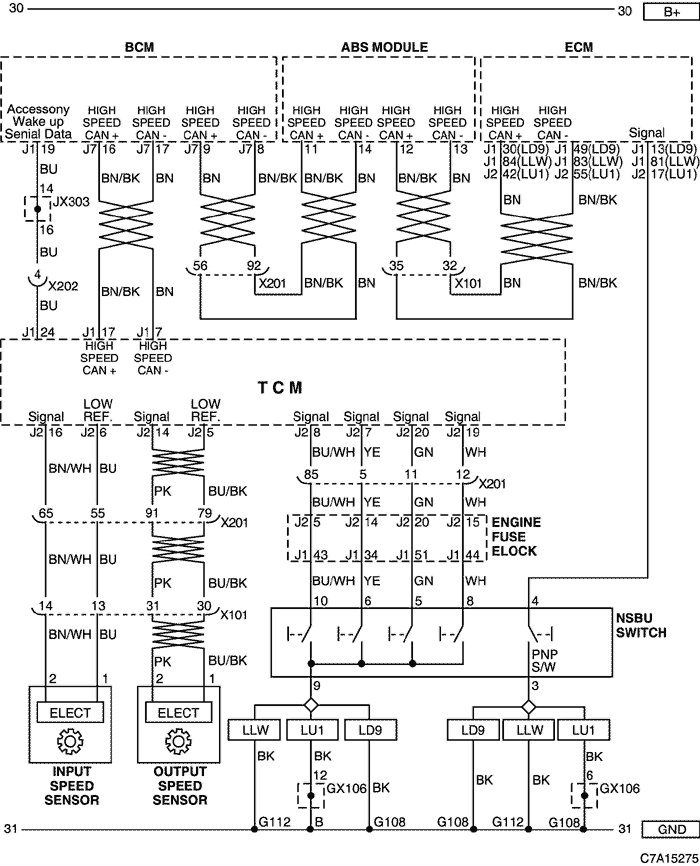 30 30 B+
BCM ABS MODULE ECM
Accessony HIGH HIGH HIGH HIGH HIGH HIGH HIGH HIGH HIGH HIGH
Wake up SPEED SPEED SPEED SPEED SPEED SPEED SPEED SPEED SPEED SPEED
Senial Data CAN + CAN - CAN + CAN - CAN + CAN - CAN + CAN - CAN + CAN - Signal
J1 19 J7 16 J7 17 J7 9 J7 8 11 14 12 13 J1 30(LD9) J1 49(LD9) J1 13(LD9)
J1 84(LLW) J1 83(LLW) J1 81(LLW)
J2 42(LU1) J2 55(LU1) J2 17(LU1)
BU BN/BK BN BN BN/BK BN/BK BN BN/BK BN
14
JX303 BN BN/BK
16
BU
56 92 35 32
4 X202 X201 X101
BU BN/BK BN BN BN/BK BN/BK BN BN/BK BN BN BN/BK
J1 24 J1 17 J1 7
HIGH HIGH
SPEED SPEED
CAN + CAN -
TCM
LOW LOW
Signal REF. Signal REF. Signal Signal Signal Signal
J2 16 J2 6 J2 14 J2 5 J2 8 J2 7 J2 20 J2 19
BN/WH BU BU/WH YE GN WH
85 5 11 12 X201
PK BU/BK
BU/WH YE GN WH
65 55 91 79 X201
J2 5 J2 14 J2 20 J2 15 ENGINE
FUSE
ELOCK
J1 43 J1 34 J1 51 J1 44
BN/WH BU PK BU/BK BU/WH YE GN WH
14 13 31 30 X101
10 6 5 8 4
NSBU
SWITCH
BN/WH BU PK BU/BK
PNP
S/W
2 1 2 1 9 3
ELECT ELECT
LLW LU1 LD9 LD9 LLW LU1
BK BK BK BK BK BK
INPUT OUTPUT
SPEED SPEED
SENSOR SENSOR
12 GX106 6 GX106
31 G112 B G108 G108 G112 G108 31 GND
C7A15275